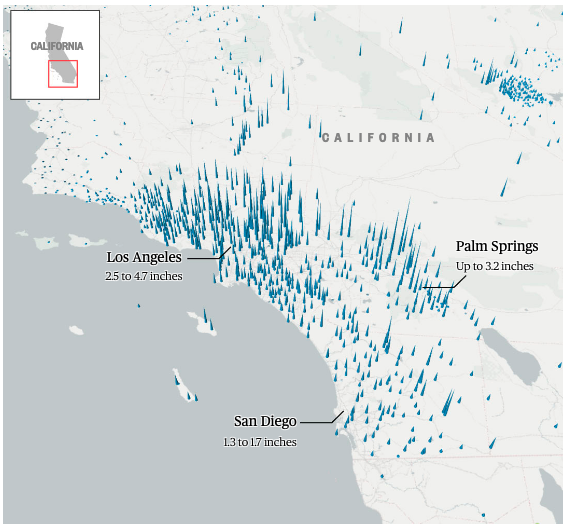 CALIFORNIA
CALIFORNIA
Palm Springs
Up to 3.2 inches
Los Angeles
2.5 to 4.7 inches
San Diego
1.3 to 1.7 inches